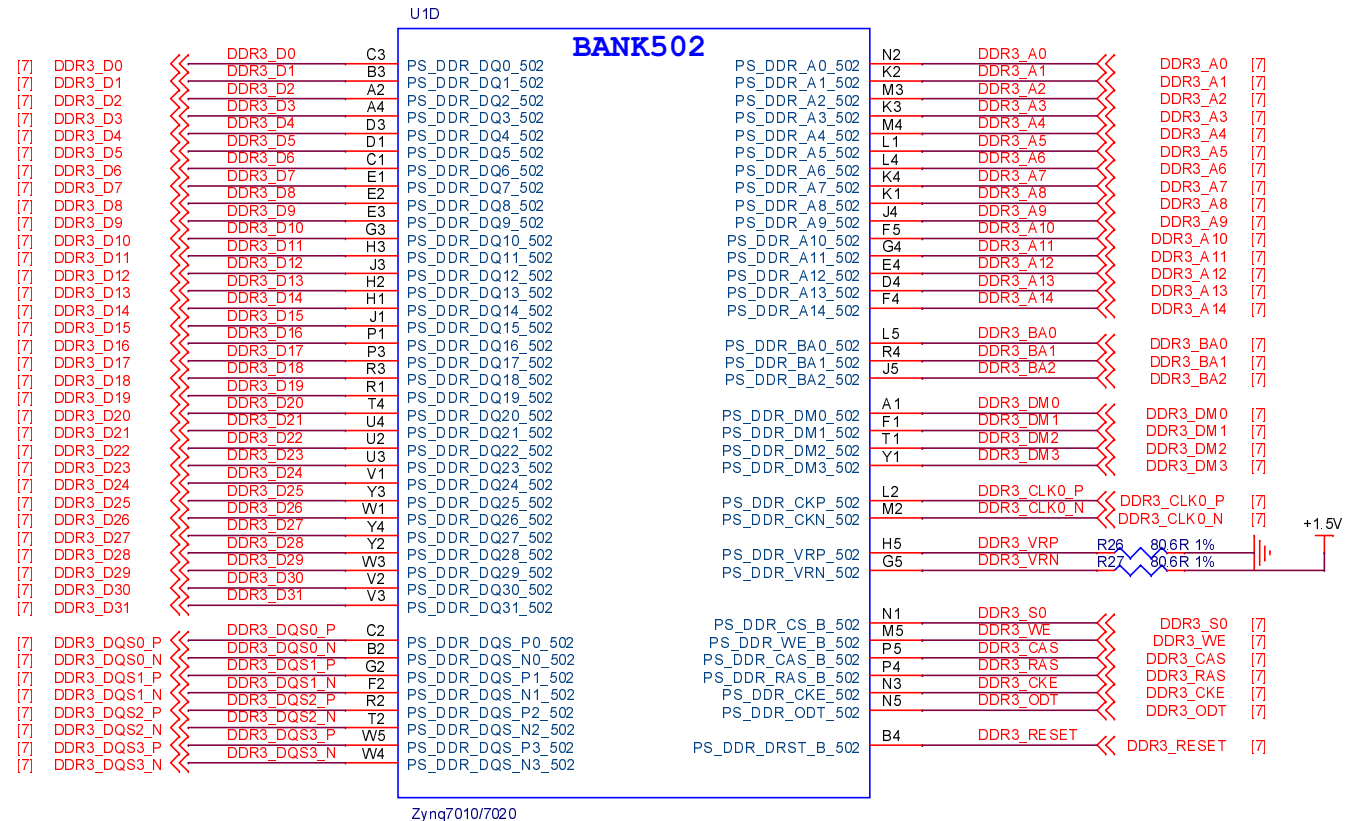 U1D
BANK502
[7] DDR3_D0 DDR3_D0 C3 PS_DDR_DQ0_502 PS_DDR_A0_502 N2 DDR3_A0 DDR3_A0 [7]
[7] DDR3_D1 DDR3_D1 B3 PS_DDR_DQ1_502 PS_DDR_A1_502 K2 DDR3_A1 DDR3_A1 [7]
[7] DDR3_D2 DDR3_D2 A2 PS_DDR_DQ2_502 PS_DDR_A2_502 M3 DDR3_A2 DDR3_A2 [7]
[7] DDR3_D3 DDR3_D3 A4 PS_DDR_DQ3_502 PS_DDR_A3_502 K3 DDR3_A3 DDR3_A3 [7]
[7] DDR3_D4 DDR3_D4 D3 PS_DDR_DQ4_502 PS_DDR_A4_502 M4 DDR3_A4 DDR3_A4 [7]
[7] DDR3_D5 DDR3_D5 D1 PS_DDR_DQ5_502 PS_DDR_A5_502 L1 DDR3_A5 DDR3_A5 [7]
[7] DDR3_D6 DDR3_D6 C1 PS_DDR_DQ6_502 PS_DDR_A6_502 L4 DDR3_A6 DDR3_A6 [7]
[7] DDR3_D7 DDR3_D7 E1 PS_DDR_DQ7_502 PS_DDR_A7_502 K4 DDR3_A7 DDR3_A7 [7]
[7] DDR3_D8 DDR3_D8 E2 PS_DDR_DQ8_502 PS_DDR_A8_502 K1 DDR3_A8 DDR3_A8 [7]
[7] DDR3_D9 DDR3_D9 E3 PS_DDR_DQ9_502 PS_DDR_A9_502 J4 DDR3_A9 DDR3_A9 [7]
[7] DDR3_D10 DDR3_D10 G3 PS_DDR_DQ10_502 PS_DDR_A10_502 F5 DDR3_A10 DDR3_A10 [7]
[7] DDR3_D11 DDR3_D11 H3 PS_DDR_DQ11_502 PS_DDR_A11_502 G4 DDR3_A11 DDR3_A11 [7]
[7] DDR3_D12 DDR3_D12 J3 PS_DDR_DQ12_502 PS_DDR_A12_502 E4 DDR3_A12 DDR3_A12 [7]
[7] DDR3_D13 DDR3_D13 H2 PS_DDR_DQ13_502 PS_DDR_A13_502 D4 DDR3_A13 DDR3_A13 [7]
[7] DDR3_D14 DDR3_D14 H1 PS_DDR_DQ14_502 PS_DDR_A14_502 F4 DDR3_A14 DDR3_A14 [7]
[7] DDR3_D15 DDR3_D15 J1 PS_DDR_DQ15_502
[7] DDR3_D16 DDR3_D16 P1 PS_DDR_DQ16_502 PS_DDR_BA0_502 L5 DDR3_BA0 DDR3_BA0 [7]
[7] DDR3_D17 DDR3_D17 P3 PS_DDR_DQ17_502 PS_DDR_BA1_502 R4 DDR3_BA1 DDR3_BA1 [7]
[7] DDR3_D18 DDR3_D18 R3 PS_DDR_DQ18_502 PS_DDR_BA2_502 J5 DDR3_BA2 DDR3_BA2 [7]
[7] DDR3_D19 DDR3_D19 R1 PS_DDR_DQ19_502
[7] DDR3_D20 DDR3_D20 T4 PS_DDR_DQ20_502 PS_DDR_DM0_502 A1 DDR3_DM0 DDR3_DM0 [7]
[7] DDR3_D21 DDR3_D21 U4 PS_DDR_DQ21_502 PS_DDR_DM1_502 F1 DDR3_DM1 DDR3_DM1 [7]
[7] DDR3_D22 DDR3_D22 U2 PS_DDR_DQ22_502 PS_DDR_DM2_502 T1 DDR3_DM2 DDR3_DM2 [7]
[7] DDR3_D23 DDR3_D23 U3 PS_DDR_DQ23_502 PS_DDR_DM3_502 Y1 DDR3_DM3 DDR3_DM3 [7]
[7] DDR3_D24 DDR3_D24 V1 PS_DDR_DQ24_502
[7] DDR3_D25 DDR3_D25 Y3 PS_DDR_DQ25_502 PS_DDR_CKP_502 L2 DDR3_CLK0_P DDR3_CLK0_P [7]
[7] DDR3_D26 DDR3_D26 W1 PS_DDR_DQ26_502 PS_DDR_CKN_502 M2 DDR3_CLK0_N DDR3_CLK0_N [7]
+1.5V
[7] DDR3_D27 DDR3_D27 Y4 PS_DDR_DQ27_502
[7] DDR3_D28 DDR3_D28 Y2 PS_DDR_DQ28_502 PS_DDR_VRP_502 H5 DDR3_VRP R26 80.6R 1%
[7] DDR3_D29 DDR3_D29 W3 PS_DDR_DQ29_502 PS_DDR_VRN_502 G5 DDR3_VRN R27 80.6R 1%
[7] DDR3_D30 DDR3_D30 V2 PS_DDR_DQ30_502
[7] DDR3_D31 DDR3_D31 V3 PS_DDR_DQ31_502
PS_DDR_CS_B_502 N1 DDR3_S0 DDR3_S0 [7]
[7] DDR3_DQS0_P DDR3_DQS0_P C2 PS_DDR_DQS_P0_502 PS_DDR_WE_B_502 M5 DDR3_WE DDR3_WE [7]
[7] DDR3_DQS0_N DDR3_DQS0_N B2 PS_DDR_DQS_N0_502 PS_DDR_CAS_B_502 P5 DDR3_CAS DDR3_CAS [7]
[7] DDR3_DQS1_P DDR3_DQS1_P G2 PS_DDR_DQS_P1_502 PS_DDR_RAS_B_502 P4 DDR3_RAS DDR3_RAS [7]
[7] DDR3_DQS1_N DDR3_DQS1_N F2 PS_DDR_DQS_N1_502 PS_DDR_CKE_502 N3 DDR3_CKE DDR3_CKE [7]
[7] DDR3_DQS2_P DDR3_DQS2_P R2 PS_DDR_DQS_P2_502 PS_DDR_ODT_502 N5 DDR3_ODT DDR3_ODT [7]
[7] DDR3_DQS2_N DDR3_DQS2_N T2 PS_DDR_DQS_N2_502
[7] DDR3_DQS3_P DDR3_DQS3_P W5 PS_DDR_DQS_P3_502 PS_DDR_DRST_B_502 B4 DDR3_RESET DDR3_RESET [7]
[7] DDR3_DQS3_N DDR3_DQS3_N W4 PS_DDR_DQS_N3_502
Zynq7010/7020